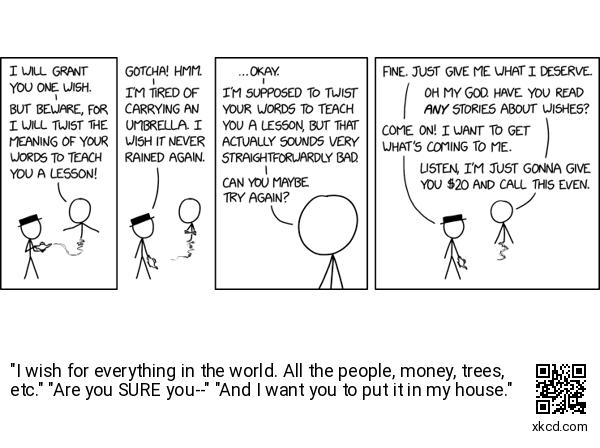 I WILL GRANT
YOU ONE WISH.
BUT BEWARE, FOR
I WILL TWIST THE
MEANING OF YOUR
WORDS TO TEACH
YOU A LESSON!
GOTCHA! HMM.
I'M TIRED OF
CARRYING AN
UMBRELLA. I
WISH IT NEVER
RAINED AGAIN.
...OKAY.
I'M SUPPOSED TO TWIST
YOUR WORDS TO TEACH
YOU A LESSON, BUT THAT
ACTUALLY SOUNDS VERY
STRAIGHTFORWARDLY BAD.
CAN YOU MAYBE
TRY AGAIN?
FINE. JUST GIVE ME WHAT I DESERVE.
OH MY GOD. HAVE YOU READ
ANY STORIES ABOUT WISHES?
COME ON! I WANT TO GET
WHAT'S COMING TO ME.
LISTEN, I'M JUST GONNA GIVE
YOU $20 AND CALL THIS EVEN.
"I wish for everything in the world. All the people, money, trees,
etc." "Are you SURE you--" "And I want you to put it in my house."
xkcd.com